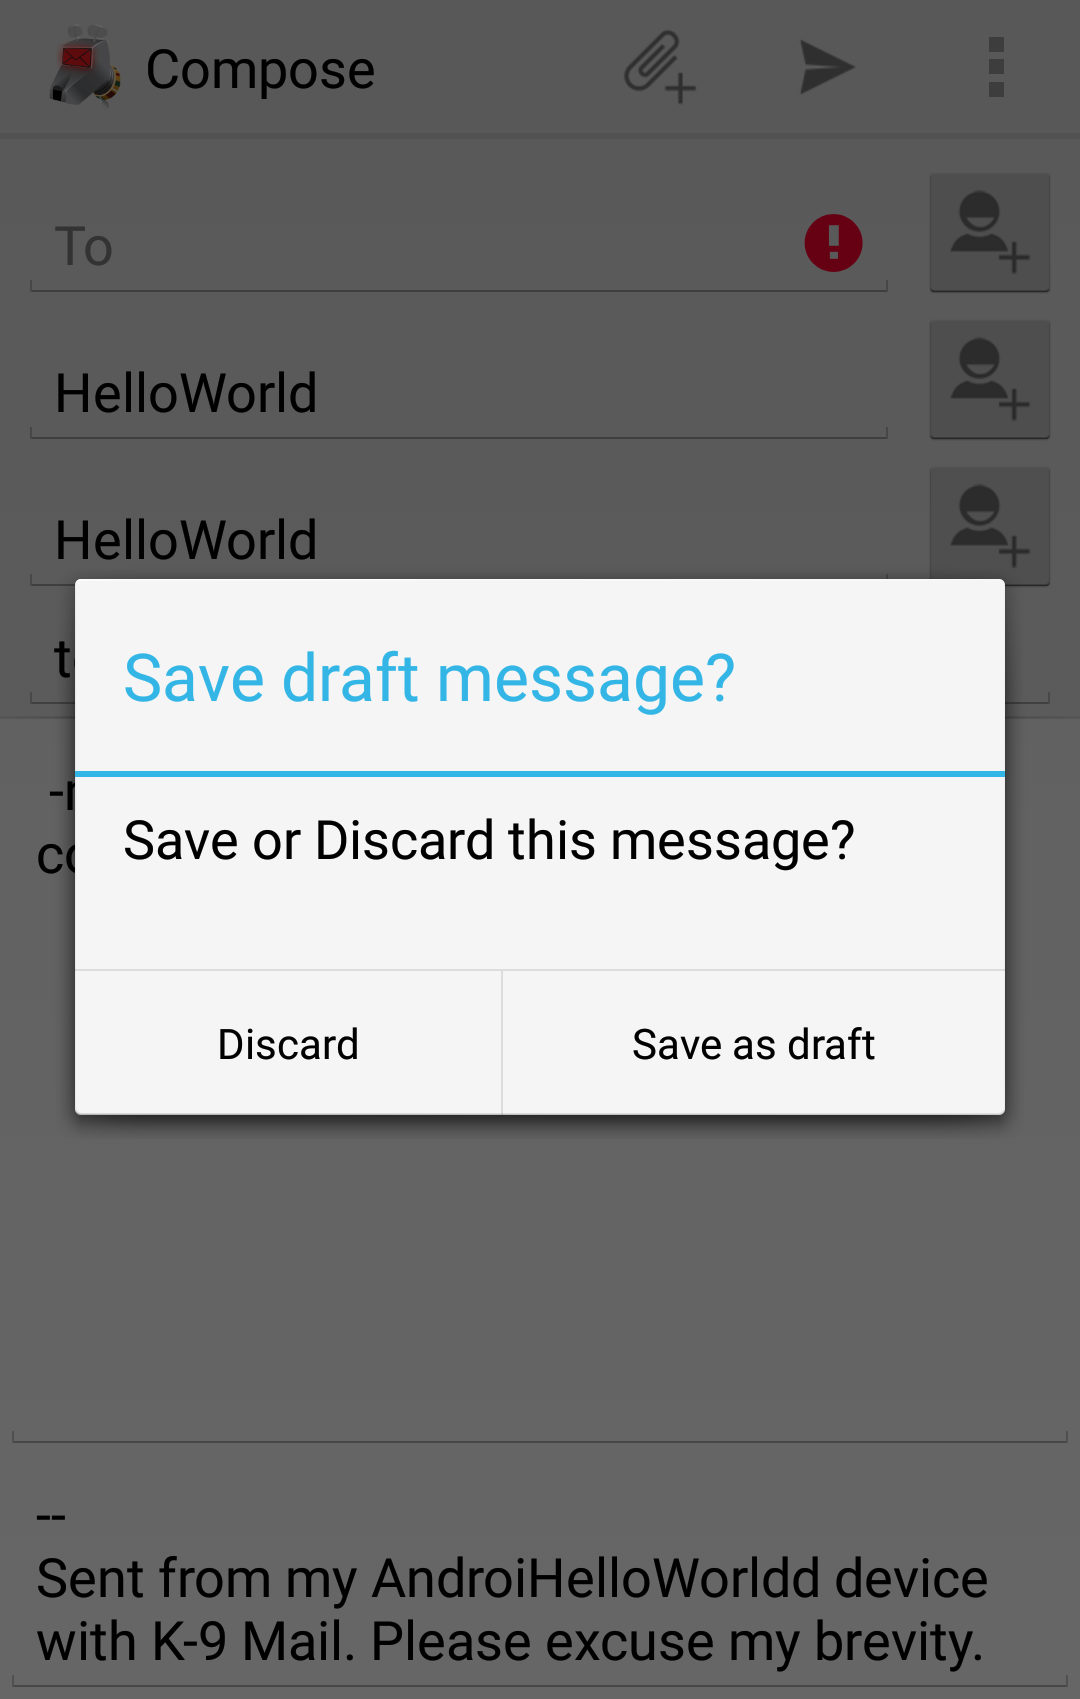 Compose
To
HelloWorld
HelloWorld
Save draft message?
Save or Discard this message?
Discard
Save as draft
--
Sent from my AndroiHelloWorldd device
with K-9 Mail. Please excuse my brevity.